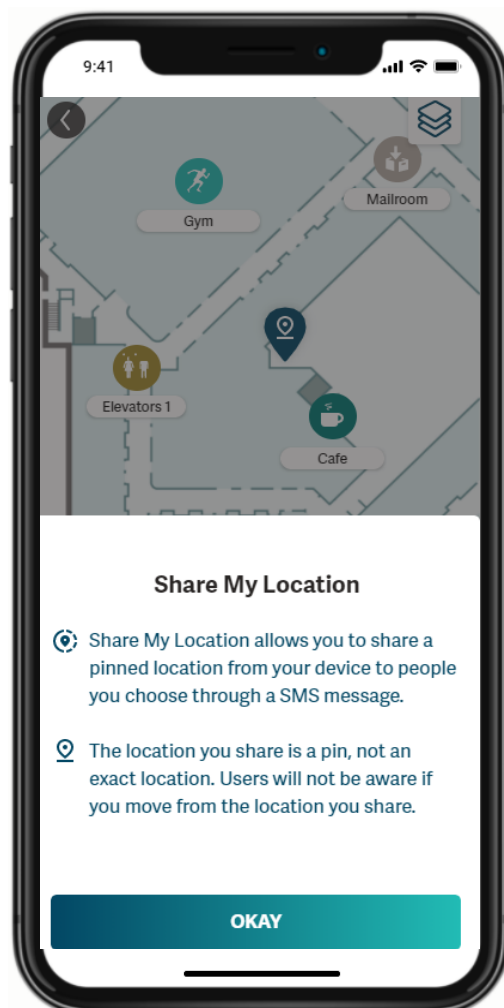 9:41
Mailroom
Gym
Elevators 1
Cafe
Share My Location
Share My Location allows you to share a
pinned location from your device to people
you choose through a SMS message.
The location you share is a pin, not an
exact location. Users will not be aware if
you move from the location you share.
OKAY